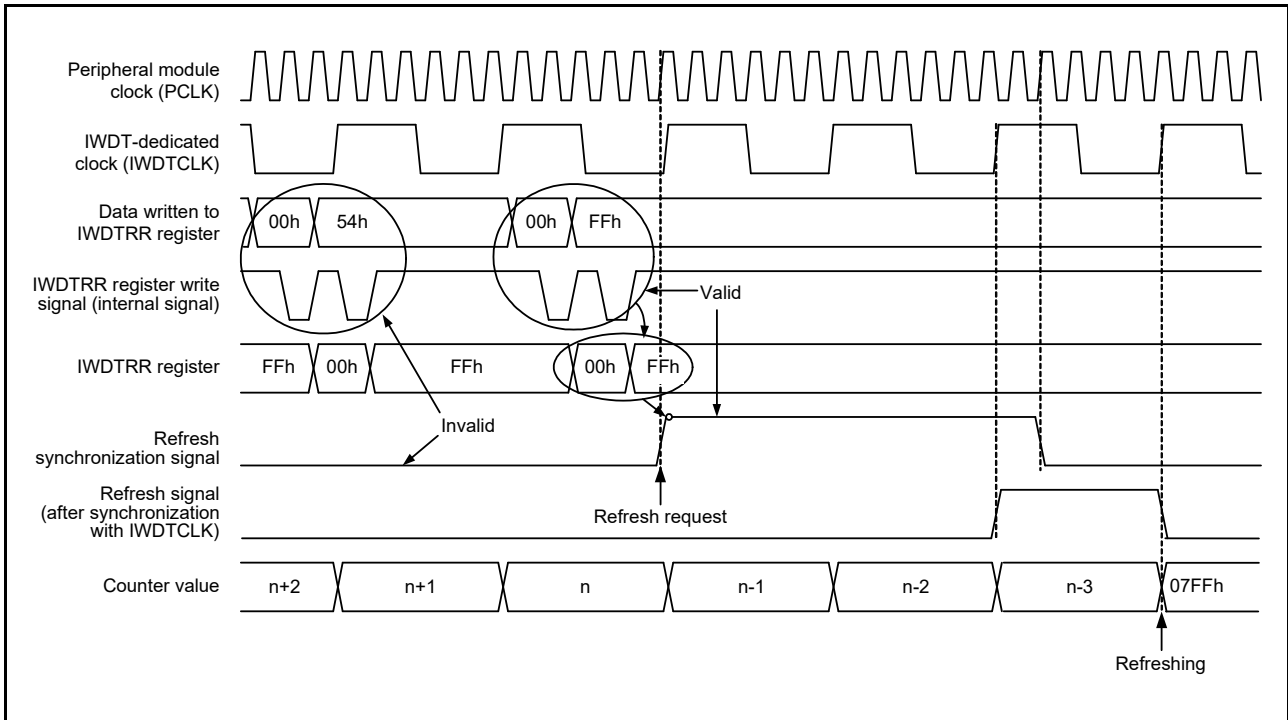 Peripheral module
clock (PCLK)
IWDT-dedicated
clock (IWDTCLK)
Data written to
IWDTRR register
00h
54h
00h
FFh
IWDTRR register write
signal (internal signal)
Valid
IWDTRR register
FFh
00h
FFh
00h
FFh
Invalid
Refresh
synchronization signal
Refresh signal
(after synchronization
with IWDTCLK)
Refresh request
Counter value
n+2
n+1
n
n-1
n-2
n-3
07FFh
Refreshing